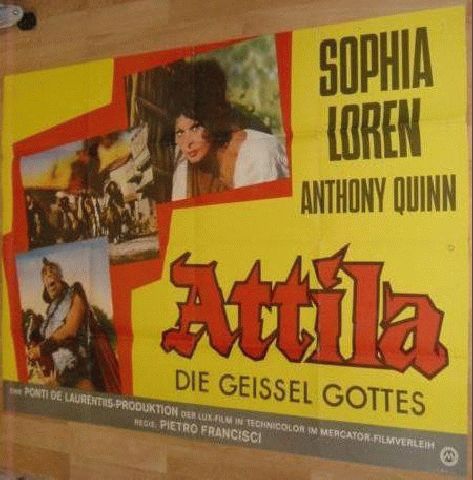 SOPHIA
LOREN
ANTHONY QUINN
Attila
DIE GEISSEL GOTTES
EINE PONTI DE LAURENTIIS-PRODUKTION DER LUX-FILM IN TECHNICOLOR IM MERCATOR-FILMVERLEIH
REGIE: PIETRO FRANCISCI